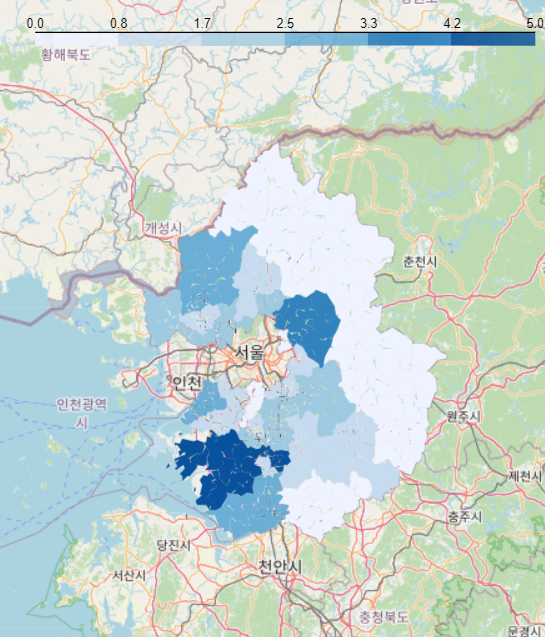 0.0 0.8 1.7 2.5 3.3 4.2 5.0
황해북도
개성시
춘천시
서울
인천
인천광역
시
원주시
제천시
충주시
당진시
천안시
서산시
충청북도
문경시